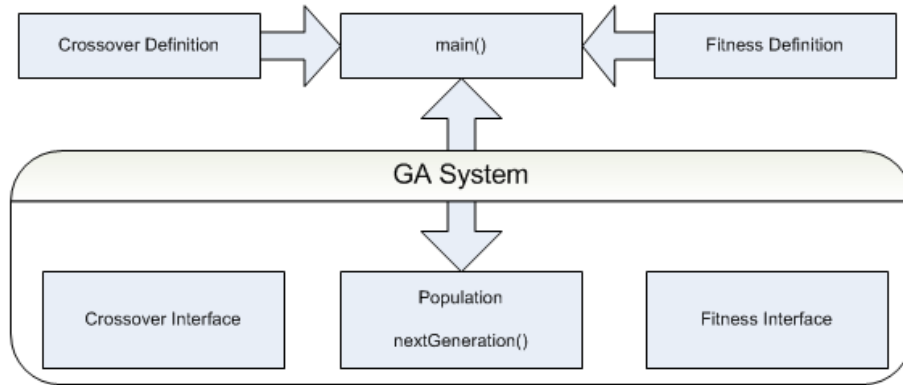 Crossover Definition
main()
Fitness Definition
GA System
Crossover Interface
Population
nextGeneration()
Fitness Interface